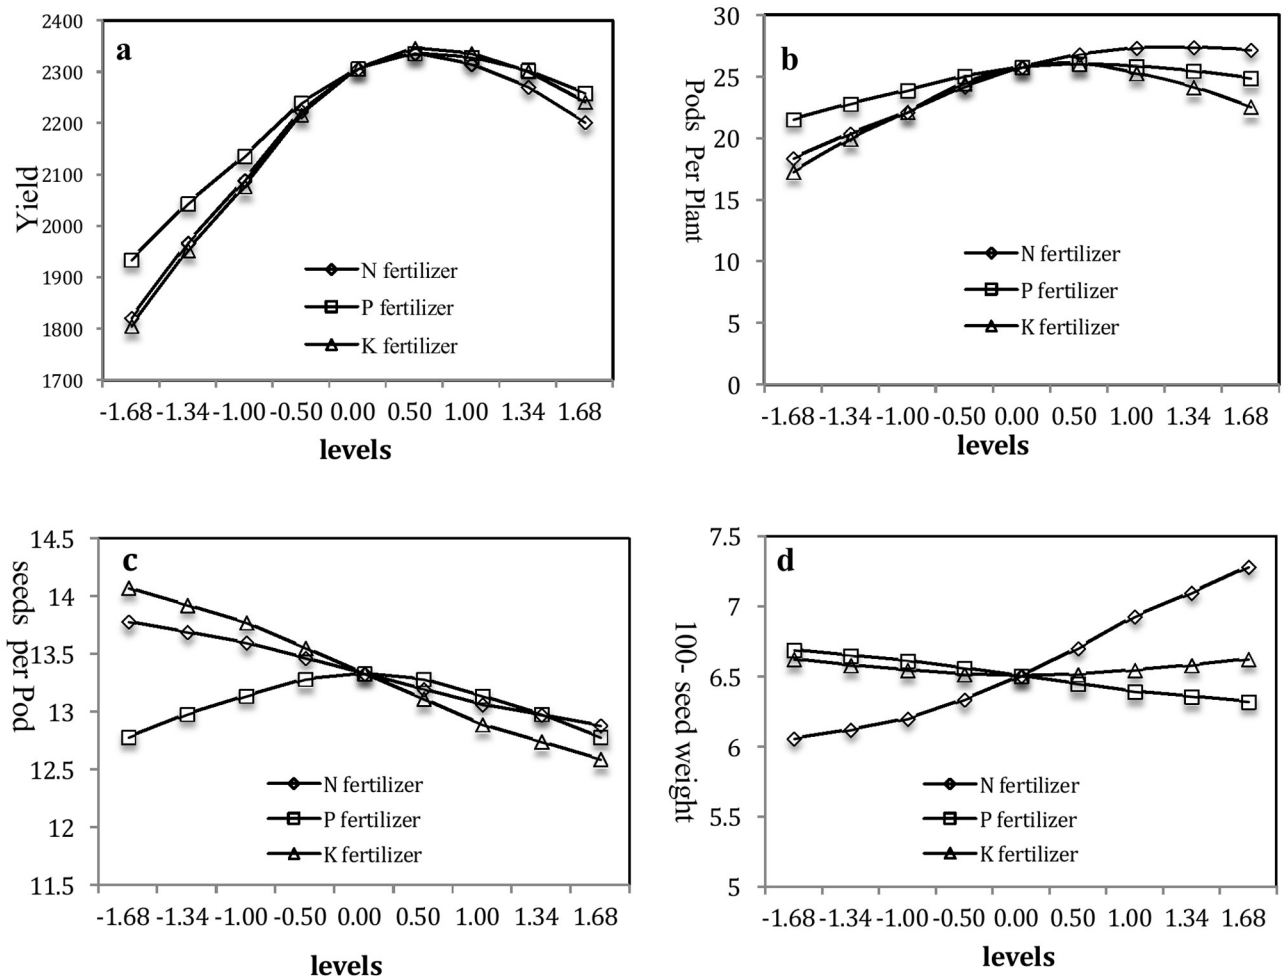 a
Yield
2400
2300
2200
2100
2000
1900
1800
1700
N fertilizer
P fertilizer
K fertilizer
-1.68 -1.34 -1.00 -0.50 0.00 0.50 1.00 1.34 1.68
levels
b
Pods Per Plant
30
25
20
15
10
5
0
N fertilizer
P fertilizer
K fertilizer
-1.68 -1.34 -1.00 -0.50 0.00 0.50 1.00 1.34 1.68
levels
c
seeds per Pod
14.5
14
13.5
13
12.5
12
11.5
N fertilizer
P fertilizer
K fertilizer
-1.68 -1.34 -1.00 -0.50 0.00 0.50 1.00 1.34 1.68
levels
d
100- seed weight
7.5
7
6.5
6
5.5
5
N fertilizer
P fertilizer
K fertilizer
-1.68 -1.34 -1.00 -0.50 0.00 0.50 1.00 1.34 1.68
levels